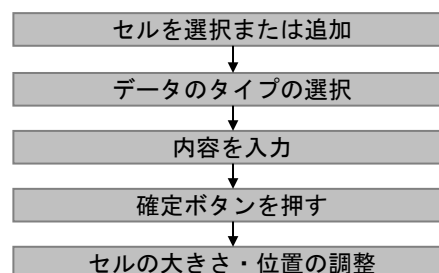 セルを選択または追加
データのタイプの選択
内容を入力
確定ボタンを押す
セルの大きさ・位置の調整